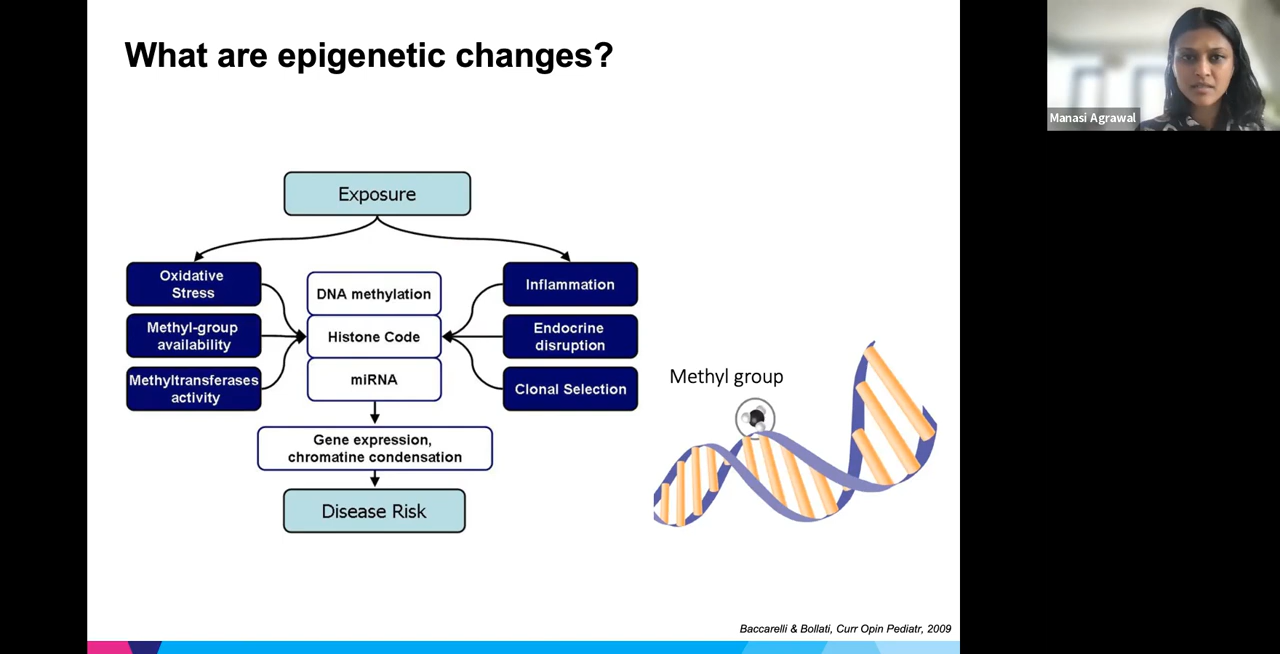 What are epigenetic changes?
Manasi Agrawal
Exposure
Oxidative
Stress
Methyl-group
availability
Methyltransferases
activity
DNA methylation
Histone Code
miRNA
Inflammation
Endocrine
disruption
Clonal Selection
Gene expression,
chromatine condensation
Disease Risk
Methyl group
Baccarelli & Bollati, Curr Opin Pediatr, 2009